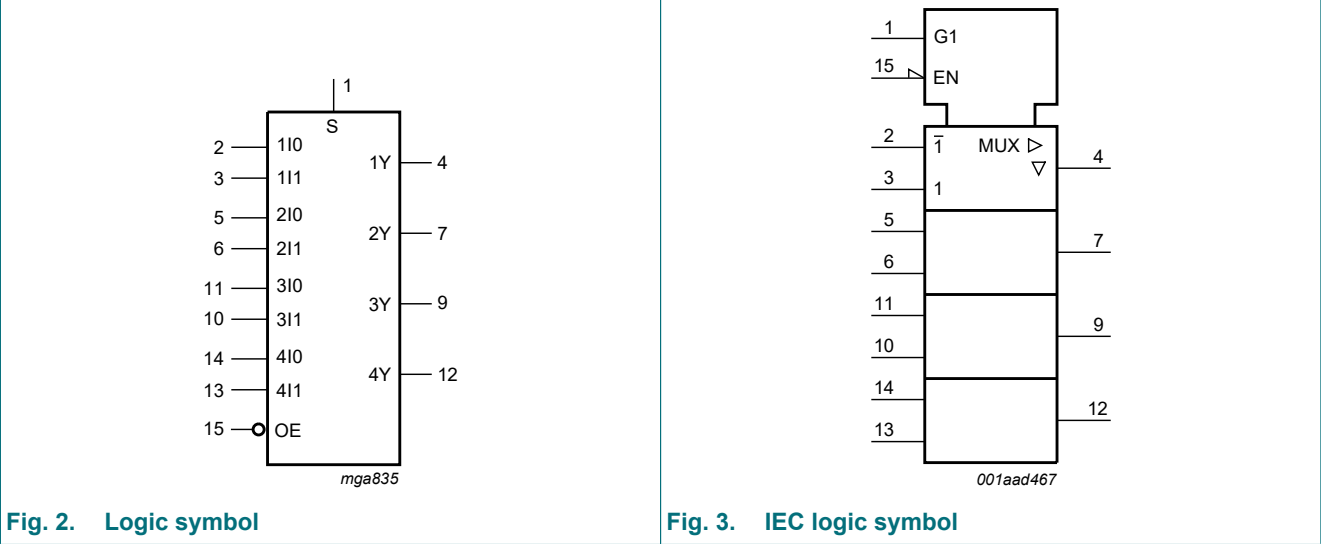 1
S
2 1I0
1Y 4
3 1I1
5 2I0
2Y 7
6 2I1
11 3I0
3Y 9
10 3I1
14 4I0
4Y 12
13 4I1
15 OE
mga835
Fig. 2. Logic symbol
1 G1
15 EN
2 1̅ MUX ▷
▽ 4
3 1
5
7
6
11
9
10
14
12
13
001aad467
Fig. 3. IEC logic symbol